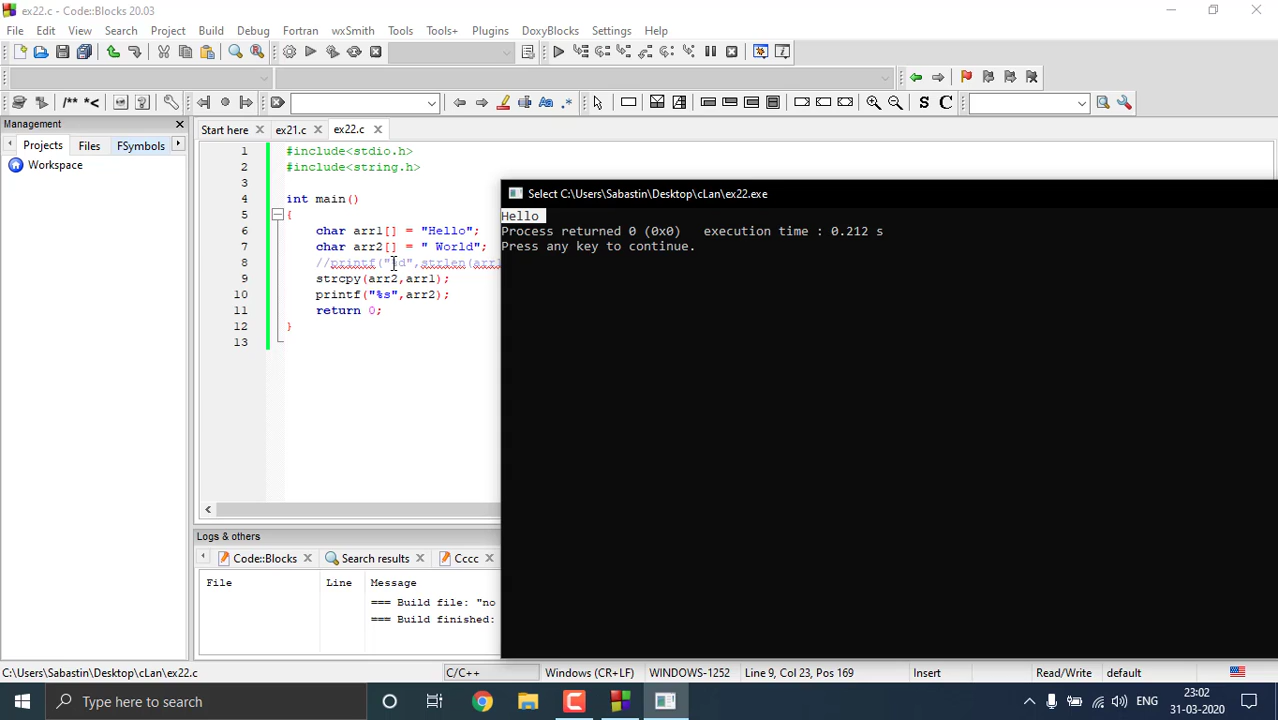 ex22.c - Code::Blocks 20.03
File Edit View Search Project Build Debug Fortran wxSmith Tools Tools+ Plugins DoxyBlocks Settings Help
/** *<
S C
Management
Projects Files FSymbols
Workspace
Start here ex21.c ex22.c
1 #include<stdio.h>
2 #include<string.h>
3
4 int main()
5 {
6 char arr1[] = "Hello";
7 char arr2[] = " World";
8 //printf("%d",strlen(arr1
9 strcpy(arr2,arr1);
10 printf("%s",arr2);
11 return 0;
12 }
13
Select C:\Users\Sabastin\Desktop\cLan\ex22.exe
Hello
Process returned 0 (0x0) execution time : 0.212 s
Press any key to continue.
Logs & others
Code::Blocks Search results Cccc
File Line Message
=== Build file: "no
=== Build finished:
C:\Users\Sabastin\Desktop\cLan\ex22.c C/C++ Windows (CR+LF) WINDOWS-1252 Line 9, Col 23, Pos 169 Insert Read/Write default
Type here to search
ENG
23:02
31-03-2020